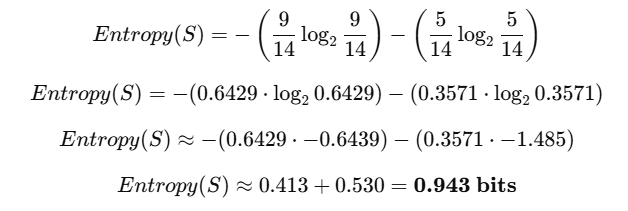 Entropy(S) = −(9/14 log₂ 9/14) − (5/14 log₂ 5/14)
Entropy(S) = −(0.6429 · log₂ 0.6429) − (0.3571 · log₂ 0.3571)
Entropy(S) ≈ −(0.6429 · −0.6439) − (0.3571 · −1.485)
Entropy(S) ≈ 0.413 + 0.530 = 0.943 bits